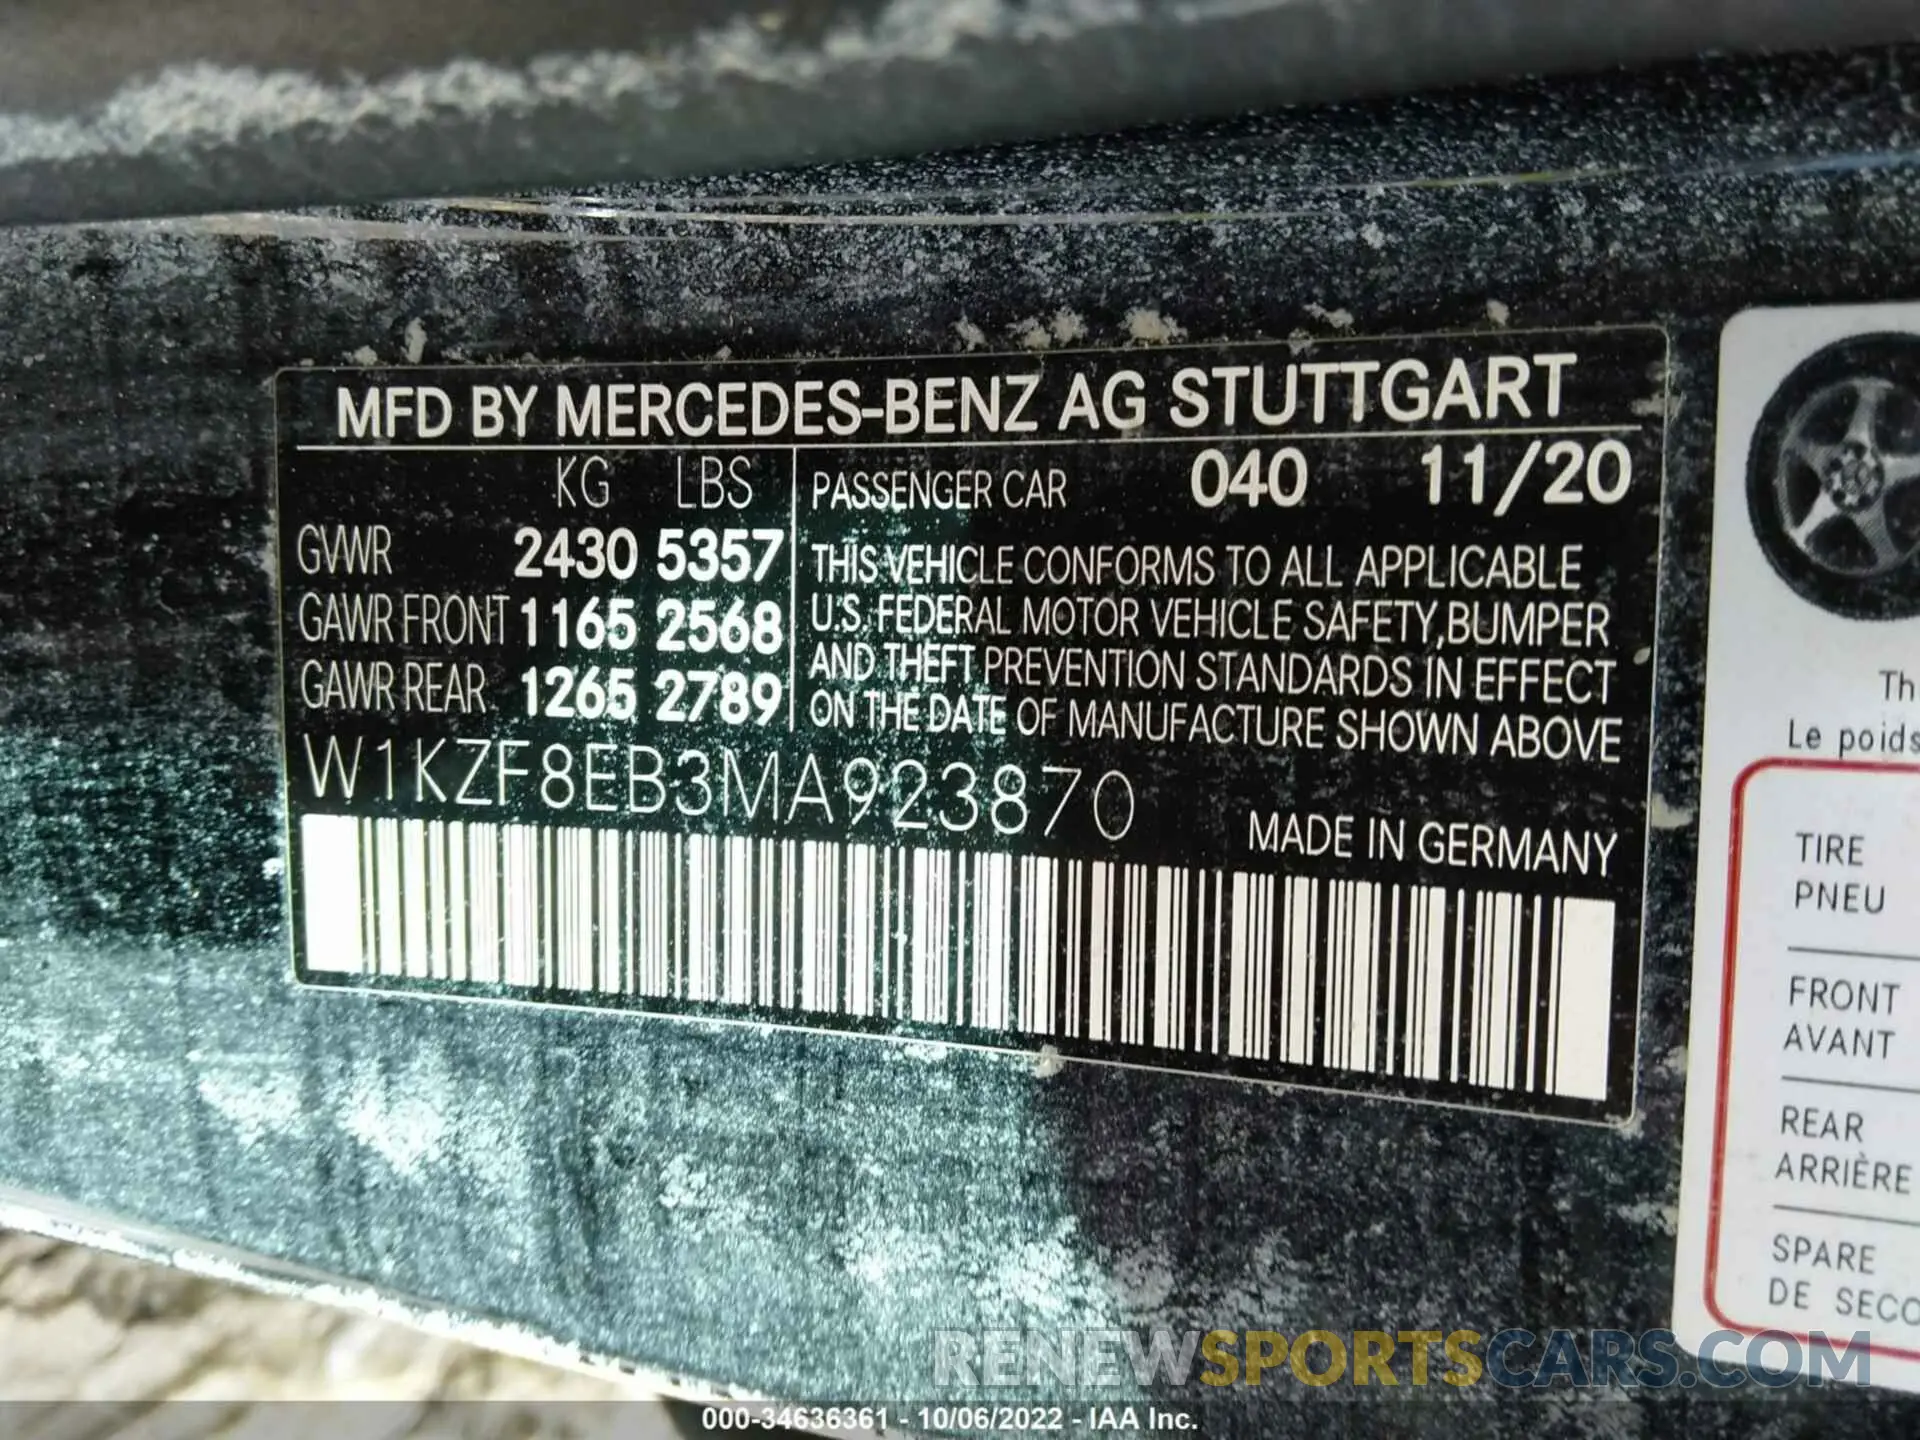 MFD BY MERCEDES-BENZ AG STUTTGART
KG LBS
GVWR 2430 5357
GAWR FRONT 1165 2568
GAWR REAR 1265 2789
PASSENGER CAR 040 11/20
THIS VEHICLE CONFORMS TO ALL APPLICABLE
U.S. FEDERAL MOTOR VEHICLE SAFETY,BUMPER
AND THEFT PREVENTION STANDARDS IN EFFECT
ON THE DATE OF MANUFACTURE SHOWN ABOVE
W1KZF8EB3MA923870
MADE IN GERMANY
Th
Le poids
TIRE
PNEU
FRONT
AVANT
REAR
ARRIÈRE
SPARE
DE SECO
RENEWSPORTSCARS.COM
000-34636361 - 10/06/2022 - IAA Inc.